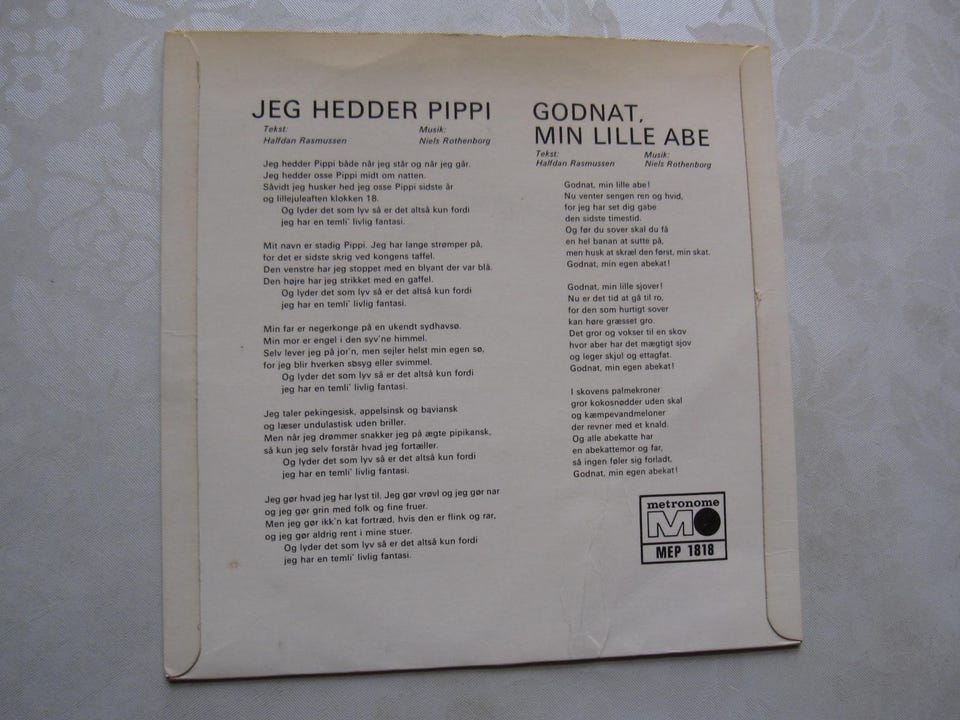 JEG HEDDER PIPPI
Tekst:
Halfdan Rasmussen
Musik:
Niels Rothenborg
Jeg hedder Pippi både når jeg står og når jeg går.
Jeg hedder osse Pippi midt om natten.
Såvidt jeg husker hed jeg osse Pippi sidste år
og lillejuleaften klokken 18.
Og lyder det som lyv så er det altså kun fordi
jeg har en temli' livlig fantasi.
Mit navn er stadig Pippi. Jeg har lange strømper på,
for det er sidste skrig ved kongens taffel.
Den venstre har jeg stoppet med en blyant der var blå.
Den højre har jeg strikket med en gaffel.
Og lyder det som lyv så er det altså kun fordi
jeg har en temli' livlig fantasi.
Min far er negerkonge på en ukendt sydhavsø.
Min mor er engel i den syv'ne himmel.
Selv lever jeg på jor'n, men sejler helst min egen sø,
for jeg blir hverken søsyg eller svimmel.
Og lyder det som lyv så er det altså kun fordi
jeg har en temli' livlig fantasi.
Jeg taler pekingesisk, appelsinsk og baviansk
og læser undulastisk uden briller.
Men når jeg drømmer snakker jeg på ægte pipikansk,
så kun jeg selv forstår hvad jeg fortæller.
Og lyder det som lyv så er det altså kun fordi
jeg har en temli' livlig fantasi.
Jeg gør hvad jeg har lyst til. Jeg gør vrøvl og jeg gør nar
og jeg gør grin med folk og fine fruer.
Men jeg gør ikk'n kat fortræd, hvis den er flink og rar,
og jeg gør aldrig rent i mine stuer.
Og lyder det som lyv så er det altså kun fordi
jeg har en temli' livlig fantasi.
GODNAT,
MIN LILLE ABE
Tekst:
Halfdan Rasmussen
Musik:
Niels Rothenborg
Godnat, min lille abe!
Nu venter sengen ren og hvid,
for jeg har set dig gabe
den sidste timestid.
Og før du sover skal du få
en hel banan at sutte på,
men husk at skræl den først, min skat.
Godnat, min egen abekat!
Godnat, min lille sjover!
Nu er det tid at gå til ro,
for den som hurtigt sover
kan høre græsset gro.
Det gror og vokser til en skov
hvor aber har det mægtigt sjov
og leger skjul og ettagfat.
Godnat, min egen abekat!
I skovens palmekroner
gror kokosnødder uden skal
og kæmpevandmeloner
der revner med et knald.
Og alle abekatte har
en abekattemor og far,
så ingen føler sig forladt,
Godnat, min egen abekat!
metronome
MO
MEP 1818